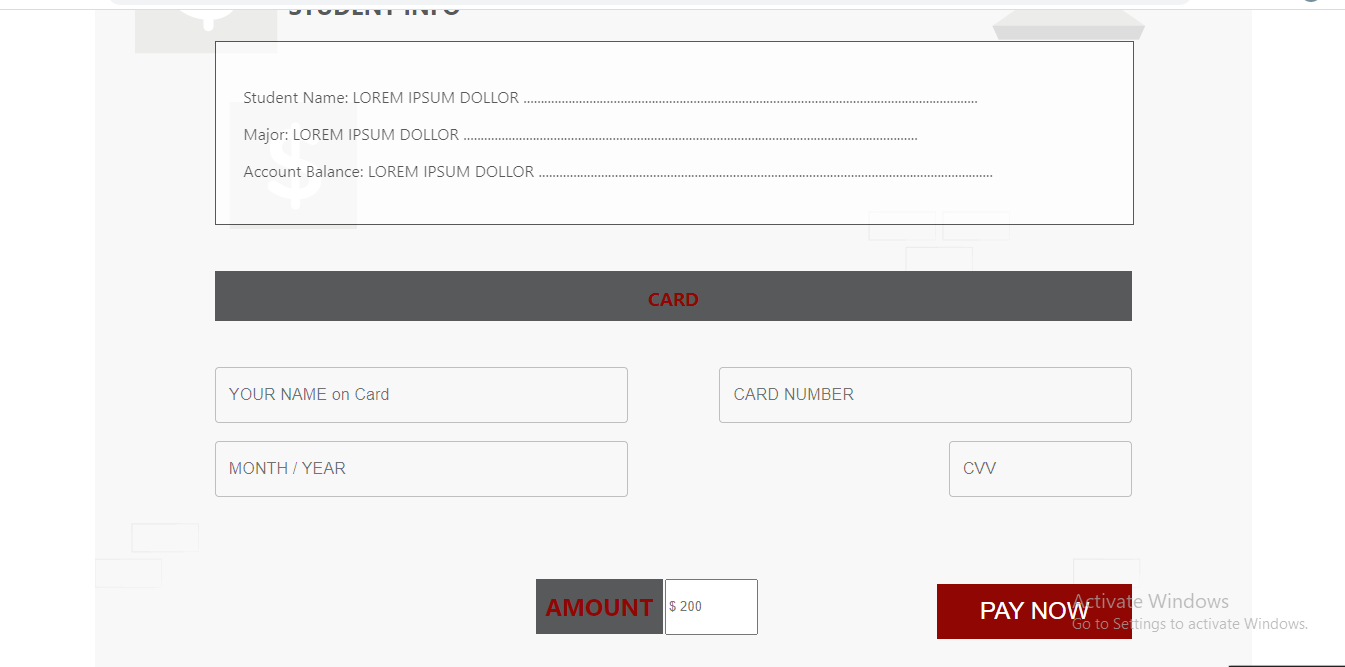 STUDENT INFO
Student Name: LOREM IPSUM DOLLOR ..................................................................................................................................
Major: LOREM IPSUM DOLLOR ..................................................................................................................................
Account Balance: LOREM IPSUM DOLLOR ..................................................................................................................................
$
CARD
YOUR NAME on Card
CARD NUMBER
MONTH / YEAR
CVV
AMOUNT
$ 200
PAY NOW
Activate Windows
Go to Settings to activate Windows.